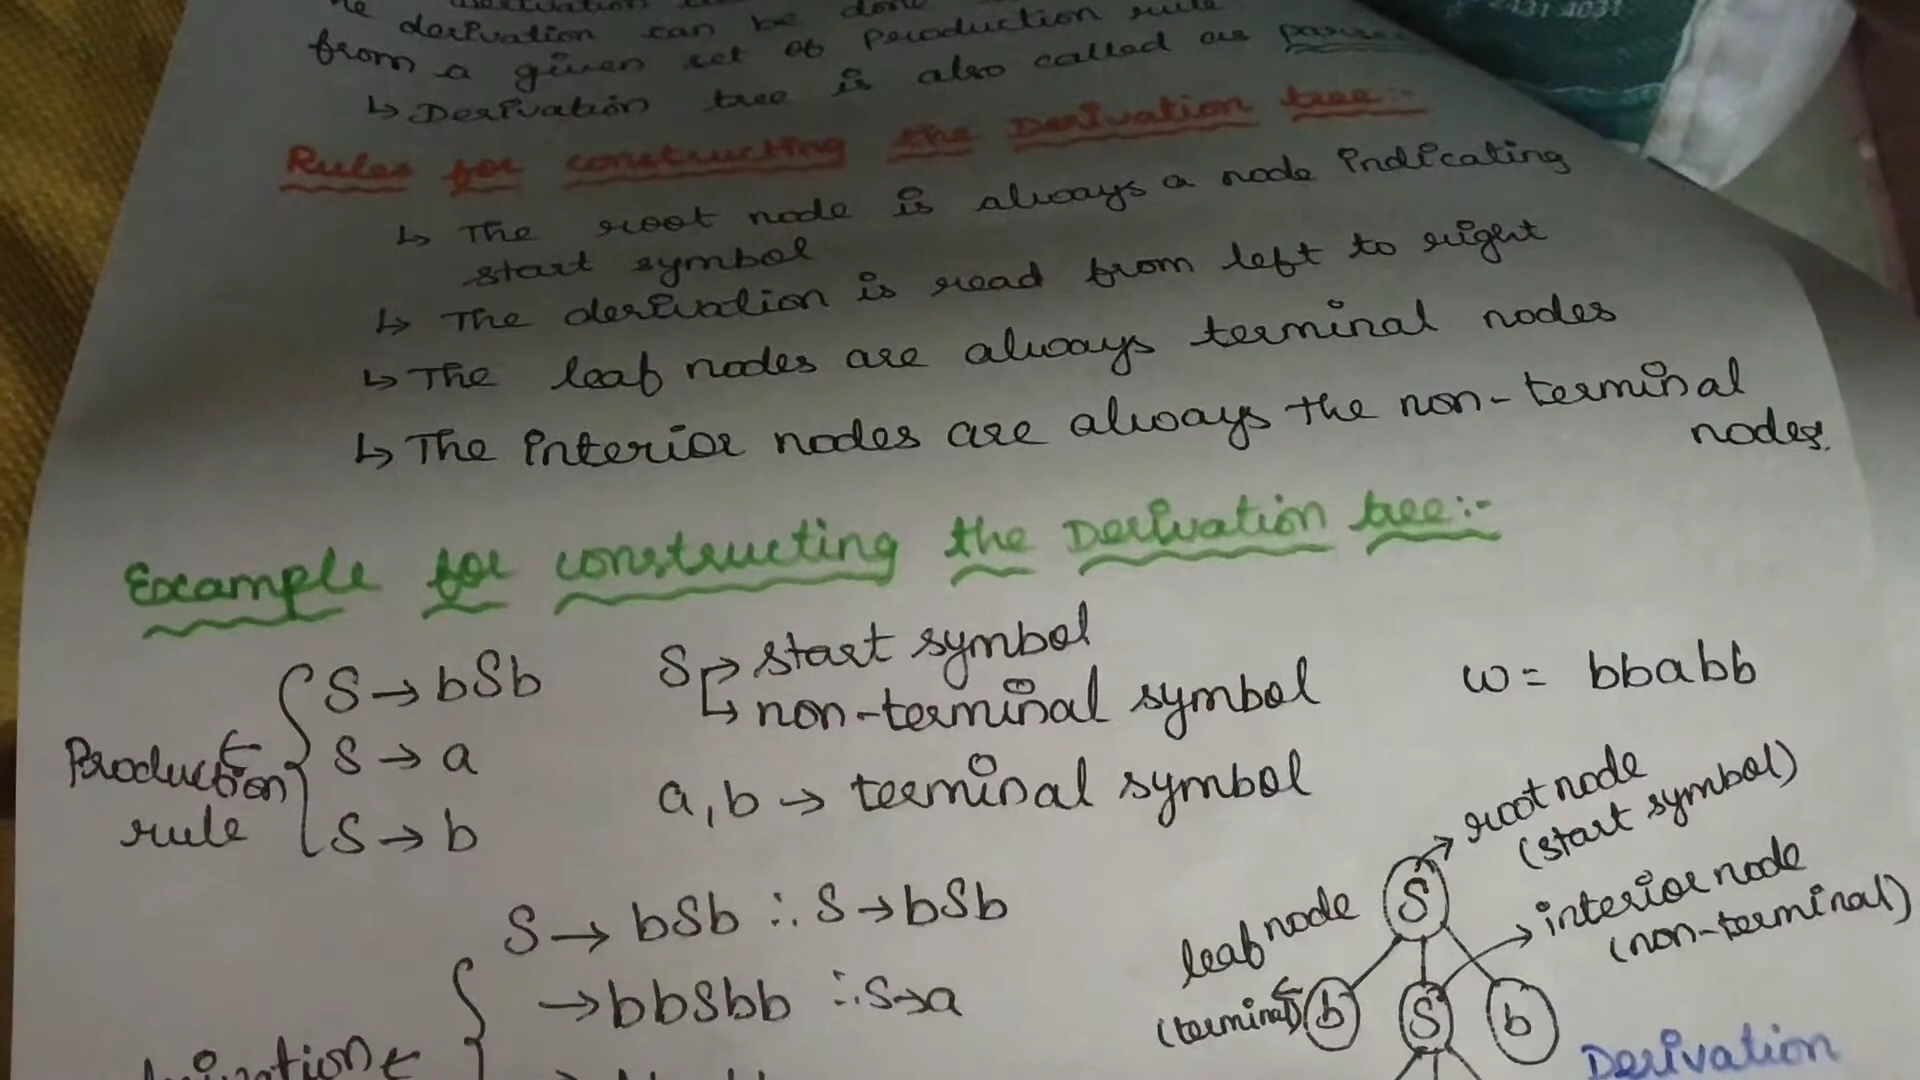 derivation can be done
from a given set of production rule
↳ Derivation tree is also called as
Rules for constructing the Derivation tree:-
↳ The root node is always a node indicating
start symbol
↳ The derivation is read from left to right
↳ The leaf nodes are always terminal nodes
↳ The interior nodes are always the non-terminal
nodes.
Example for constructing the Derivation tree:-
S → bSb
S → a
S → b
Production
rule
S → start symbol
↳ non-terminal symbol
a, b → terminal symbol
w = bbabb
S → bSb ∴ S → bSb
→ bbSbb ∴ S → a
root node
(start symbol)
interior node
(non-terminal)
leaf node
(terminal)
S
b S b
Derivation